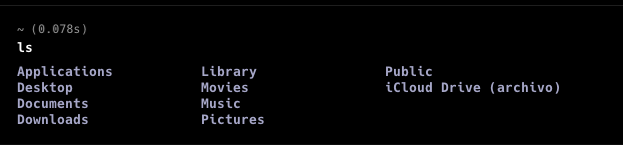 ~ (0.078s)
ls
Applications Library Public
Desktop Movies iCloud Drive (archivo)
Documents Music
Downloads Pictures